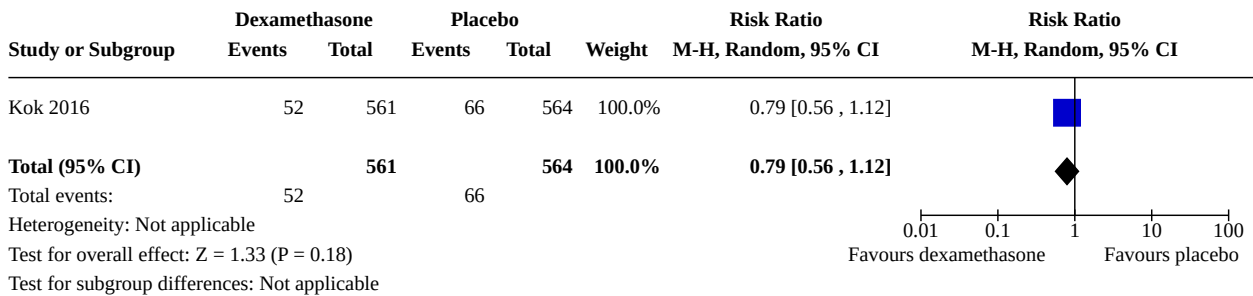 Dexamethasone Placebo Risk Ratio Risk Ratio
Study or Subgroup Events Total Events Total Weight M-H, Random, 95% CI M-H, Random, 95% CI
Kok 2016 52 561 66 564 100.0% 0.79 [0.56 , 1.12]
Total (95% CI) 561 564 100.0% 0.79 [0.56 , 1.12]
Total events: 52 66
Heterogeneity: Not applicable
0.01 0.1 1 10 100
Test for overall effect: Z = 1.33 (P = 0.18) Favours dexamethasone Favours placebo
Test for subgroup differences: Not applicable